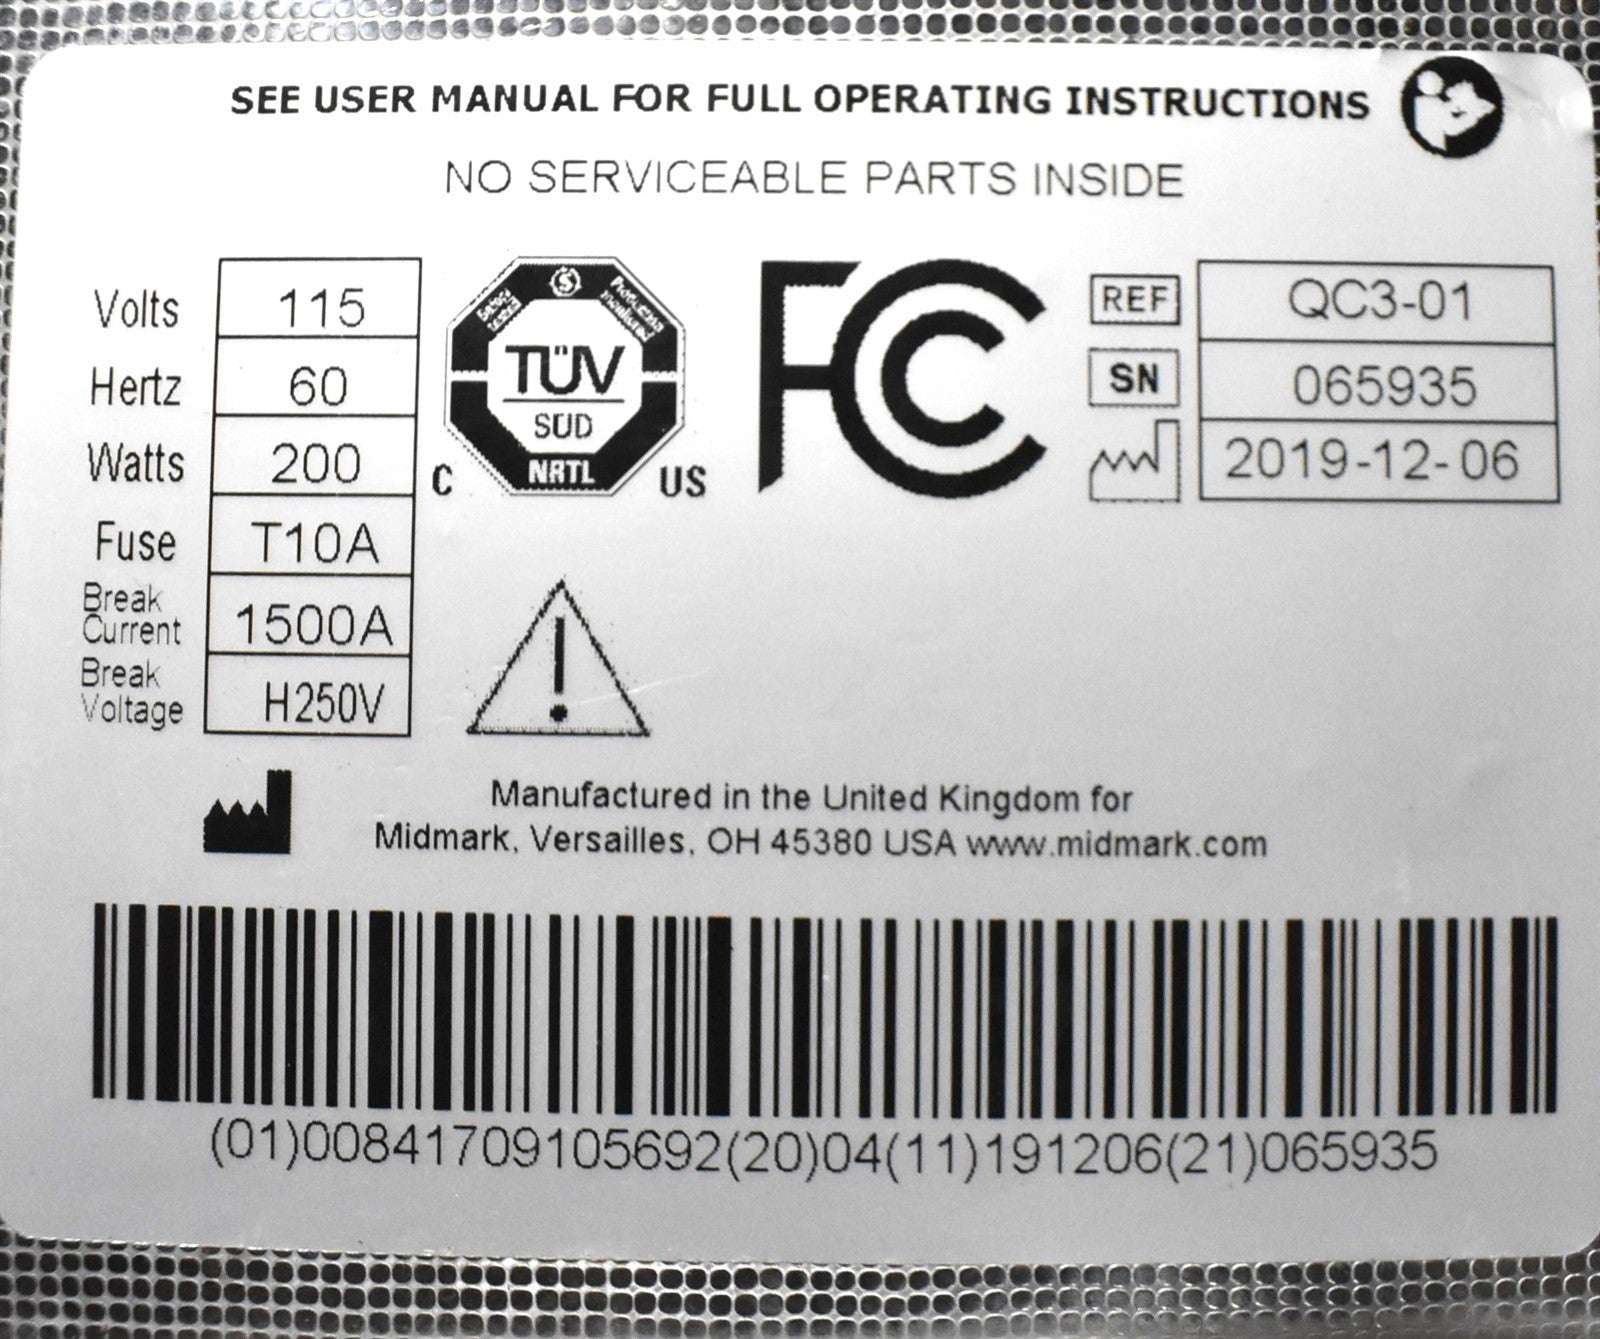 SEE USER MANUAL FOR FULL OPERATING INSTRUCTIONS
NO SERVICEABLE PARTS INSIDE
Volts 115
Hertz 60
Watts 200
Fuse T10A
Break Current 1500A
Break Voltage H250V
Production monitored
TÜV
SÜD
NRTL
C US
FC
REF QC3-01
SN 065935
2019-12-06
Manufactured in the United Kingdom for
Midmark, Versailles, OH 45380 USA www.midmark.com
(01)00841709105692(20)04(11)191206(21)065935